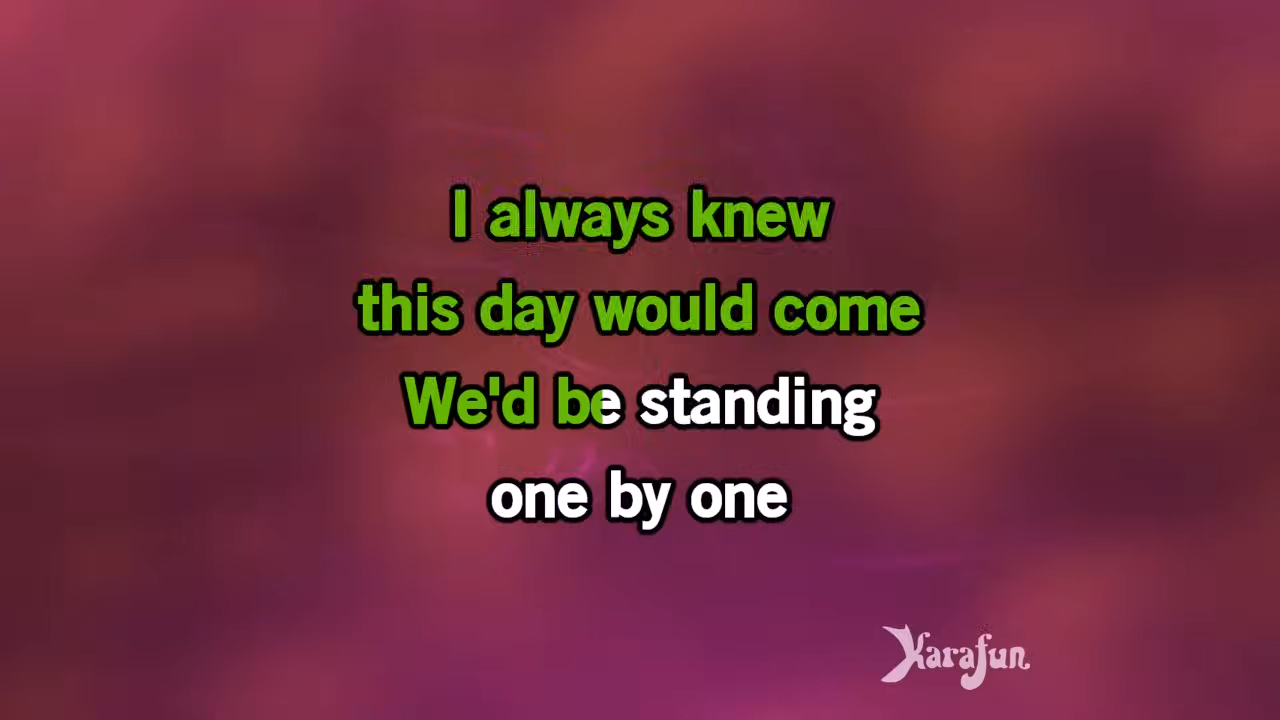 I always knew
this day would come
We'd be standing
one by one
Karafun